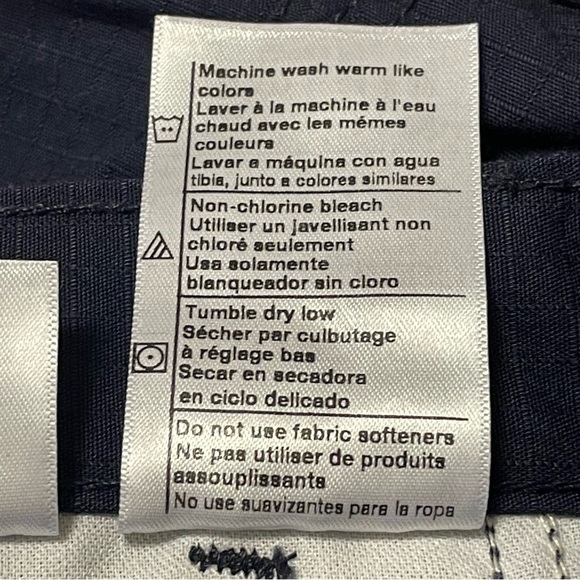 Machine wash warm like
colors
Laver à la machine à l'eau
chaud avec les mémes
couleurs
Lavar a máquina con agua
tibia, junto a colores similares
Non-chlorine bleach
Utiliser un javellisant non
chloré seulement
Usa solamente
blanqueador sin cloro
Tumble dry low
Sécher par culbutage
à réglage bas
Secar en secadora
en ciclo delicado
Do not use fabric softeners
Ne pas utiliser de produits
assouplissants
No use suavizantes para la ropa